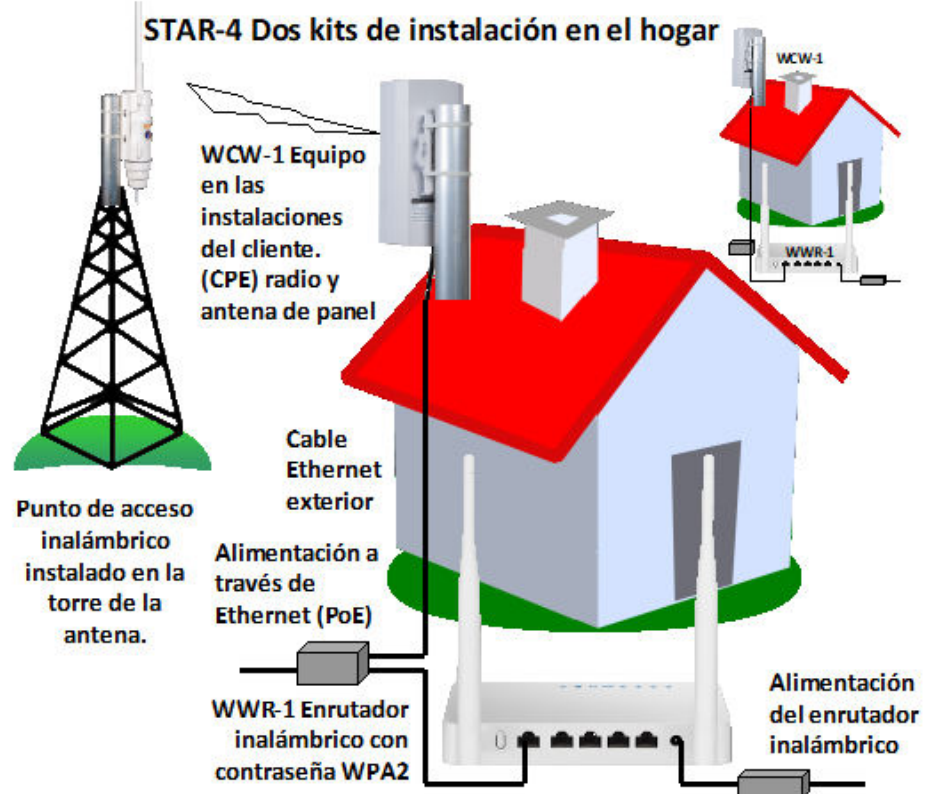 STAR-4 Dos kits de instalación en el hogar
WCW-1
WWR-1
WCW-1 Equipo
en las
instalaciones
del cliente.
(CPE) radio y
antena de panel
Cable
Ethernet
exterior
Punto de acceso
inalámbrico
instalado en la
torre de la
antena.
Alimentación a
través de
Ethernet (PoE)
WWR-1 Enrutador
inalámbrico con
contraseña WPA2
Alimentación
del enrutador
inalámbrico